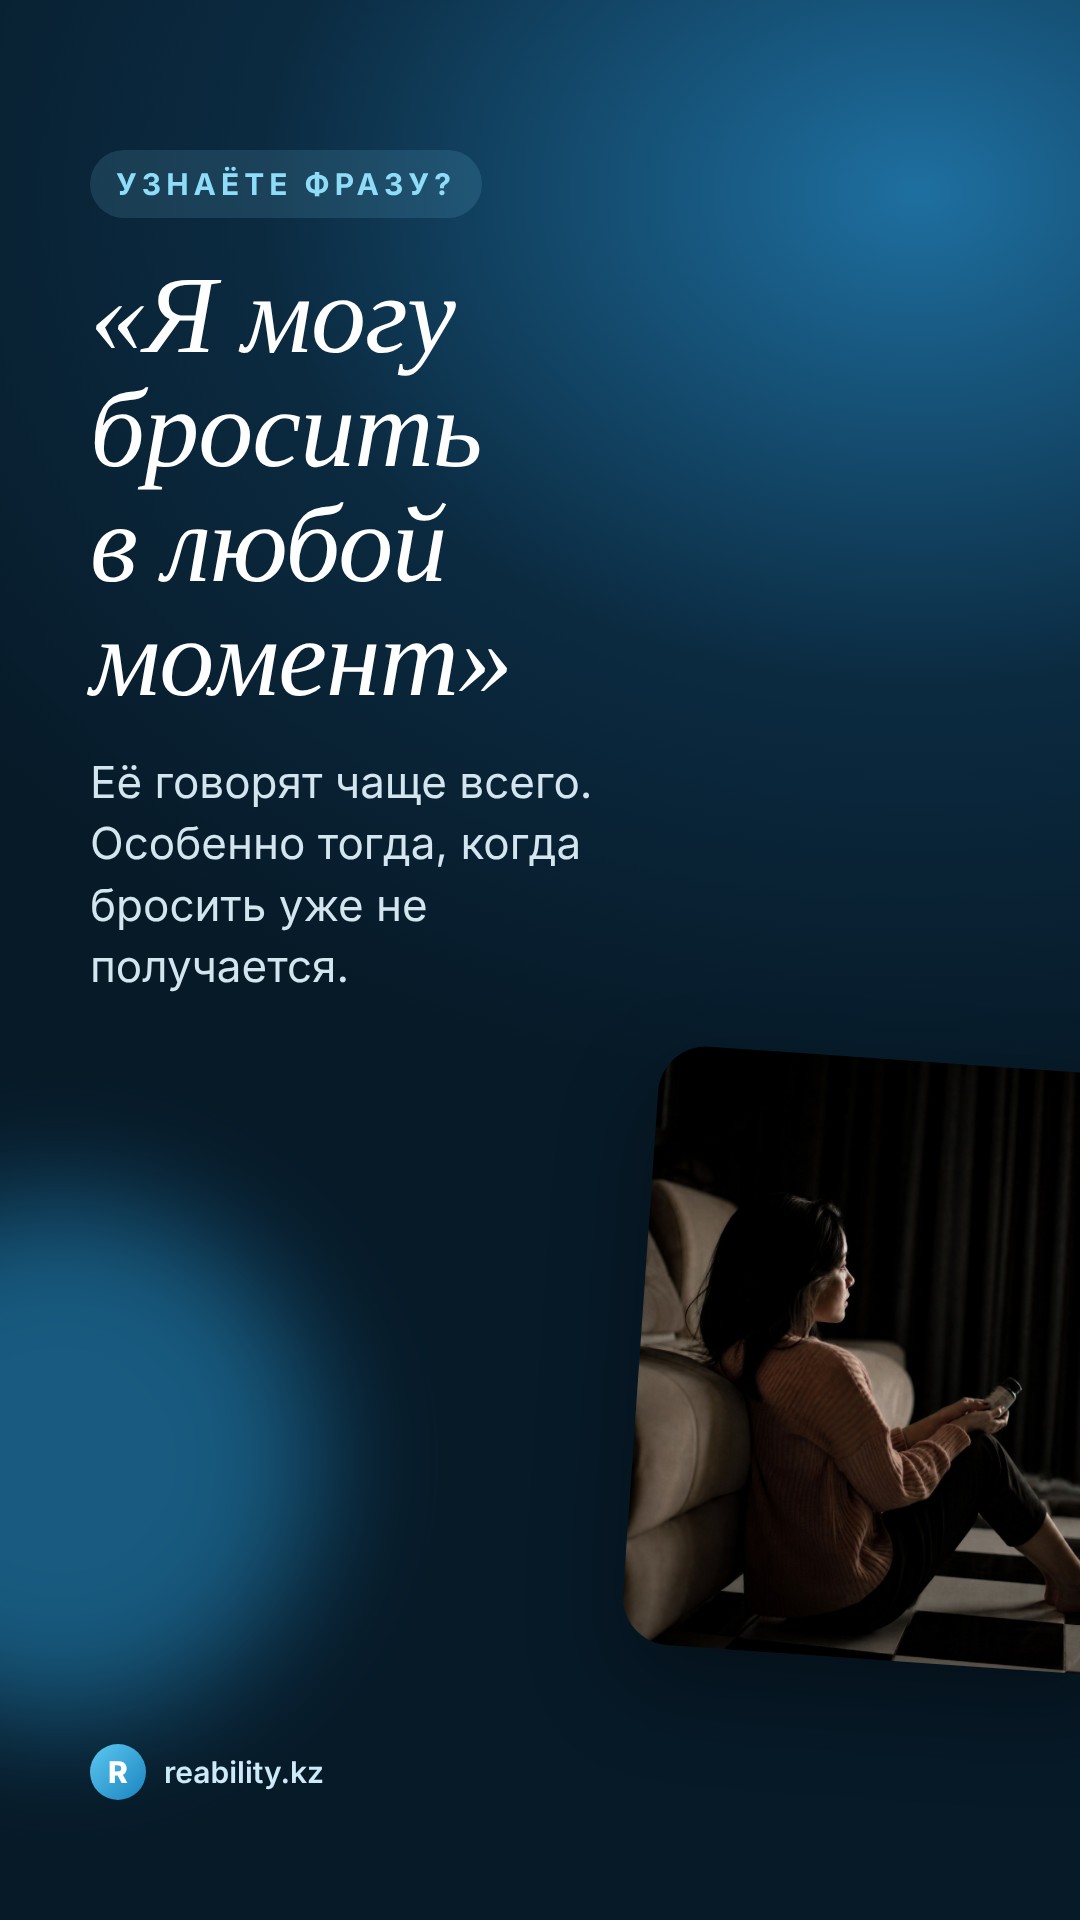 УЗНАЁТЕ ФРАЗУ?
«Я могу
бросить
в любой
момент»
Её говорят чаще всего.
Особенно тогда, когда
бросить уже не
получается.
R reability.kz